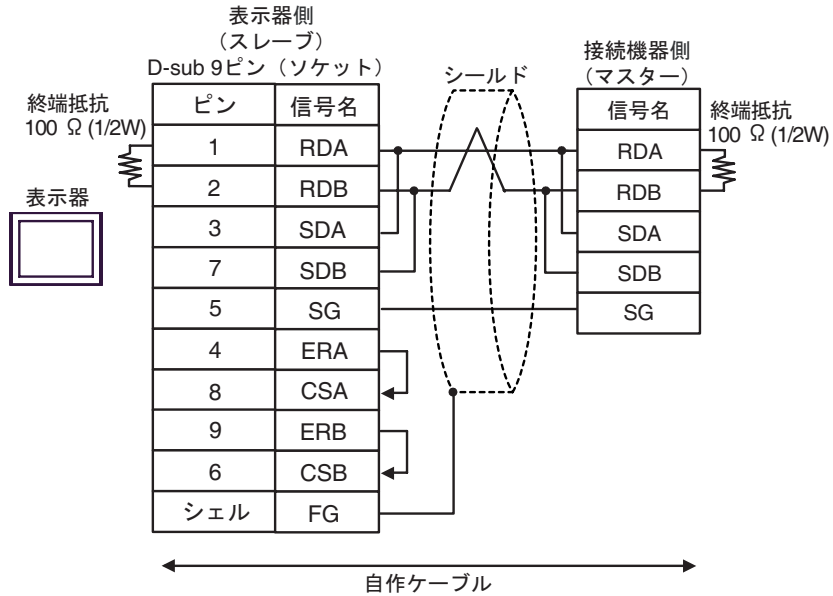 表示器側
（スレーブ）
D-sub 9ピン（ソケット）
シールド
接続機器側
（マスター）
終端抵抗
100 Ω (1/2W)
表示器
ピン 信号名
1 RDA
2 RDB
3 SDA
7 SDB
5 SG
4 ERA
8 CSA
9 ERB
6 CSB
シェル FG
信号名
RDA
RDB
SDA
SDB
SG
終端抵抗
100 Ω (1/2W)
自作ケーブル